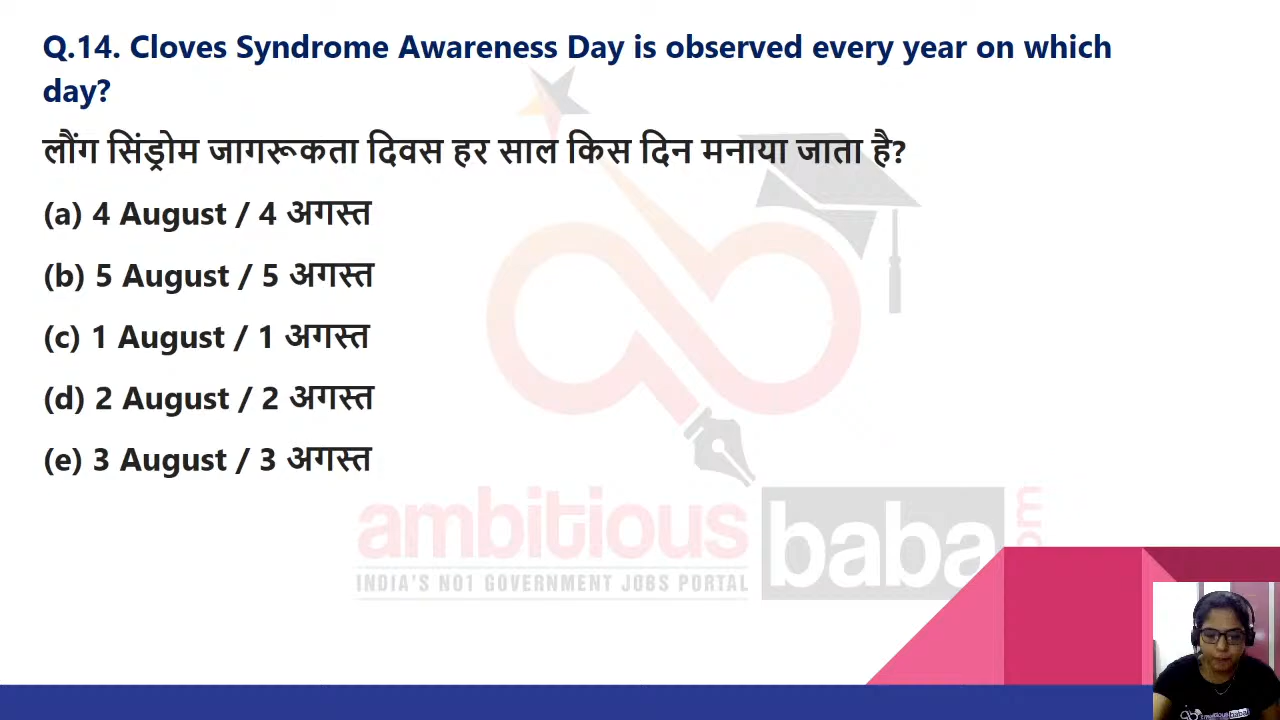 Q.14. Cloves Syndrome Awareness Day is observed every year on which
day?
लौंग सिंड्रोम जागरूकता दिवस हर साल किस दिन मनाया जाता है?
(a) 4 August / 4 अगस्त
(b) 5 August / 5 अगस्त
(c) 1 August / 1 अगस्त
(d) 2 August / 2 अगस्त
(e) 3 August / 3 अगस्त
ambitious baba
INDIA'S NO1 GOVERNMENT JOBS PORTAL